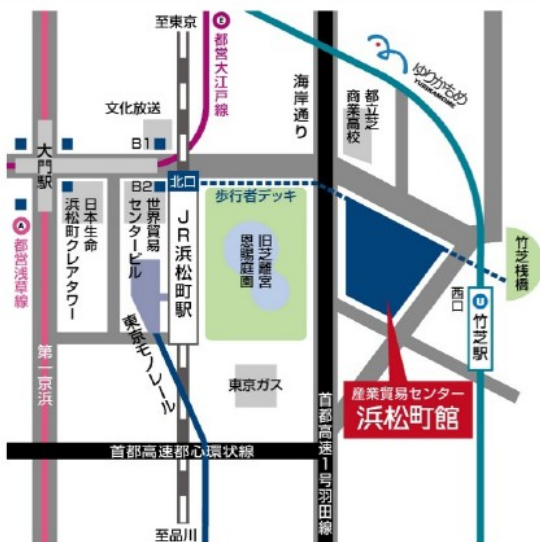 至東京
E
都営大江戸線
ゆりかもめ
YURIKAMOME
海岸通り
都立芝
商業高校
文化放送
B1
大門駅
B2
北口
歩行者デッキ
日本生命
浜松町クレアタワー
世界貿易
センタービル
JR浜松町駅
旧芝離宮
恩賜庭園
竹芝桟橋
A
都営浅草線
西口
U
竹芝駅
東京モノレール
第一京浜
東京ガス
産業貿易センター
浜松町館
首都高速都心環状線
首都高速1号羽田線
至品川